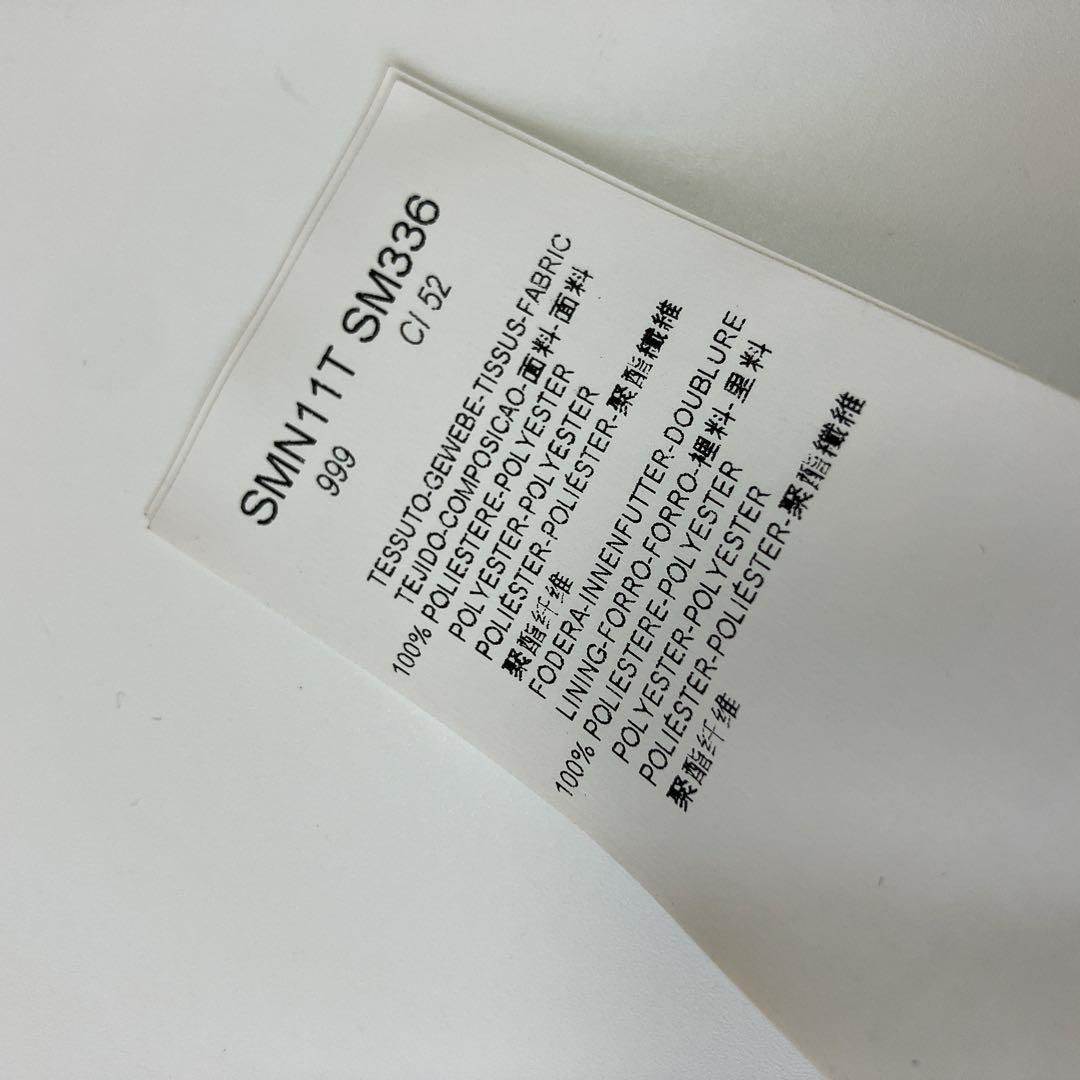 SMN11T SM336
999 C/ 52
TESSUTO-GEWEBE-TISSUS-FABRIC
TEJIDO-COMPOSICAO-面料-面料
100% POLIESTERE-POLYESTER
POLYESTER-POLYESTER
POLIÉSTER-POLIÉSTER-聚酯纖維
聚酯纤维
FODERA-INNENFUTTER-DOUBLURE
LINING-FORRO-FORRO-裡料-里料
100% POLIESTERE-POLYESTER
POLYESTER-POLYESTER
POLIÉSTER-POLIÉSTER-聚酯纖維
聚酯纤维